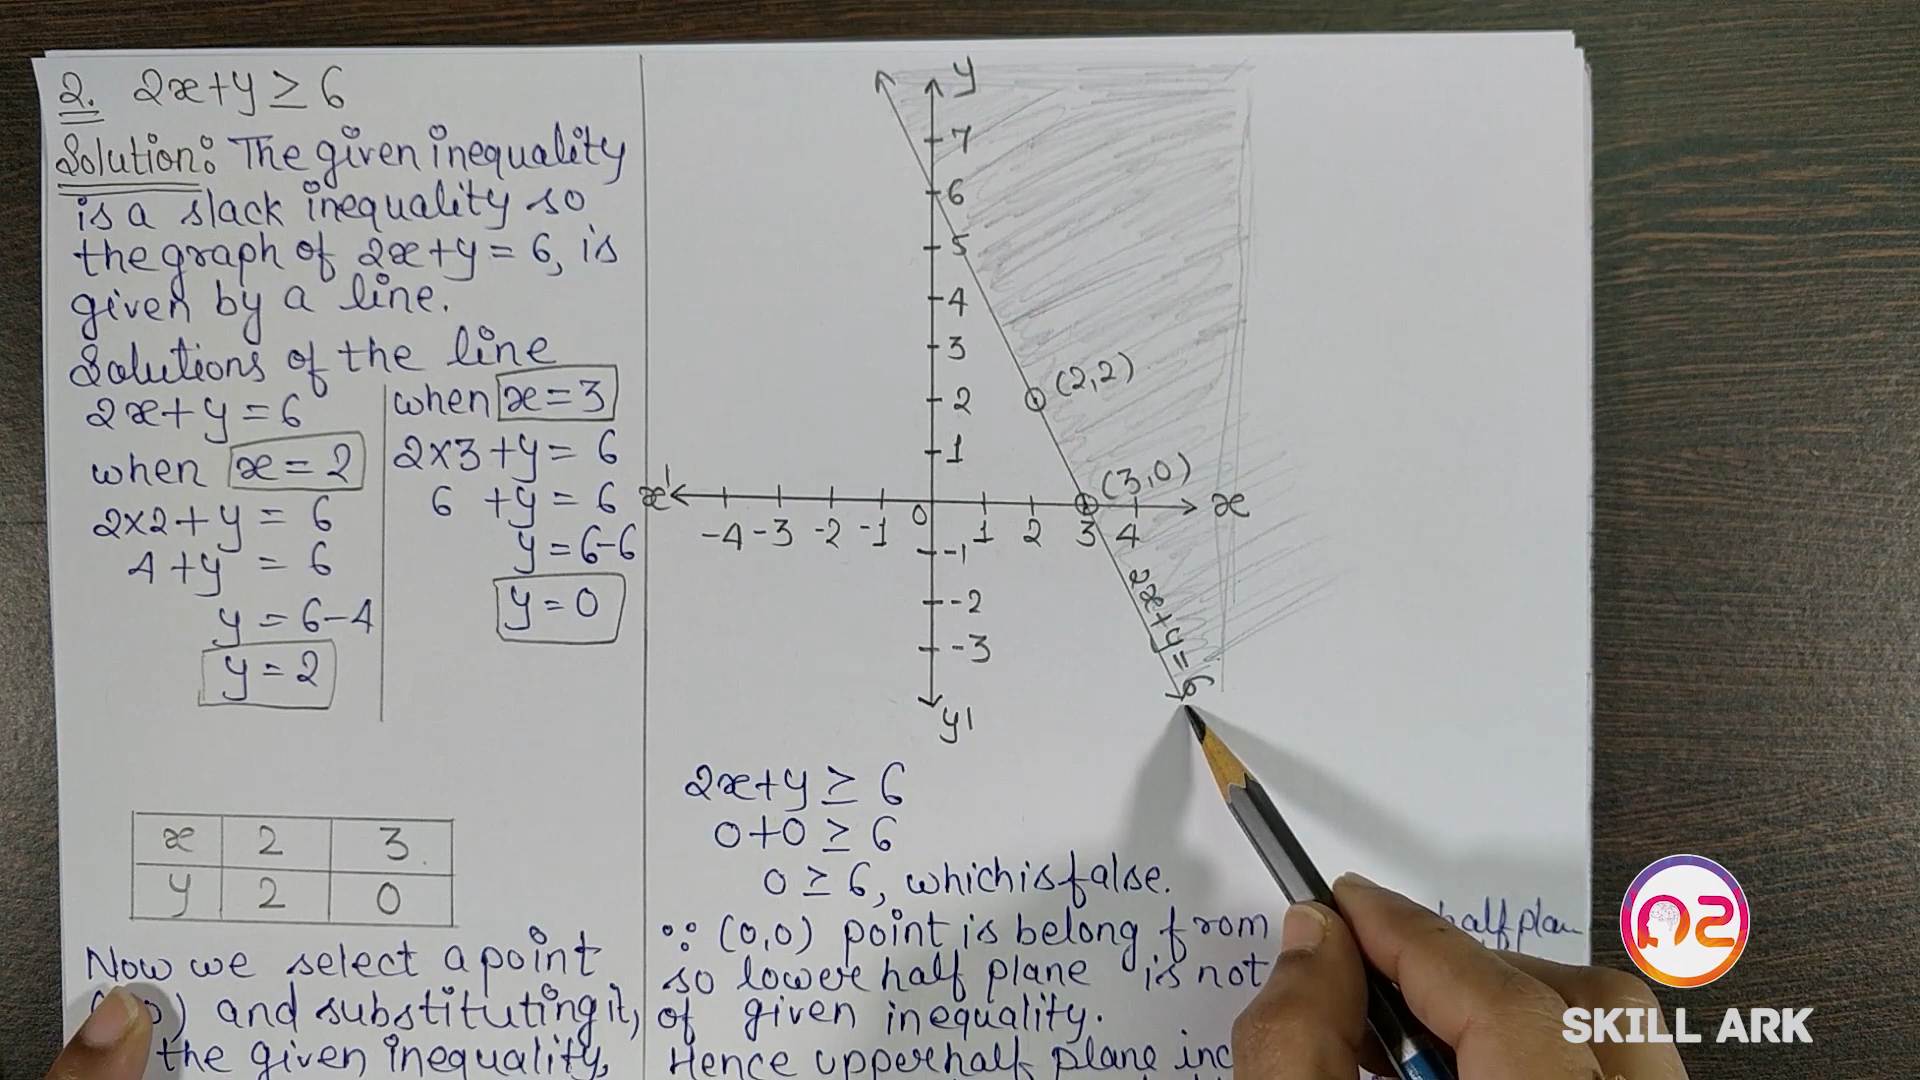 2. 2x+y ≥ 6
Solution: The given inequality
is a slack inequality so
the graph of 2x+y = 6, is
given by a line.
Solutions of the line
2x+y = 6
when x = 2
2×2+y = 6
4+y = 6
y = 6-4
y = 2
when x = 3
2×3+y = 6
6 +y = 6
y = 6-6
y = 0
x 2 3
y 2 0
Now we select a point
and substituting it,
the given inequality,
y
7
6
5
4
3
2
1
(2,2)
(3,0)
x' x
-4 -3 -2 -1 0 1 2 3 4
-1
-2
-3
y'
2x+y=6
2x+y ≥ 6
0+0 ≥ 6
0 ≥ 6, which is false.
∵ (0,0) point is belong from half plan
so lower half plane is not
of given inequality.
Hence upper half plane inc
SKILL ARK